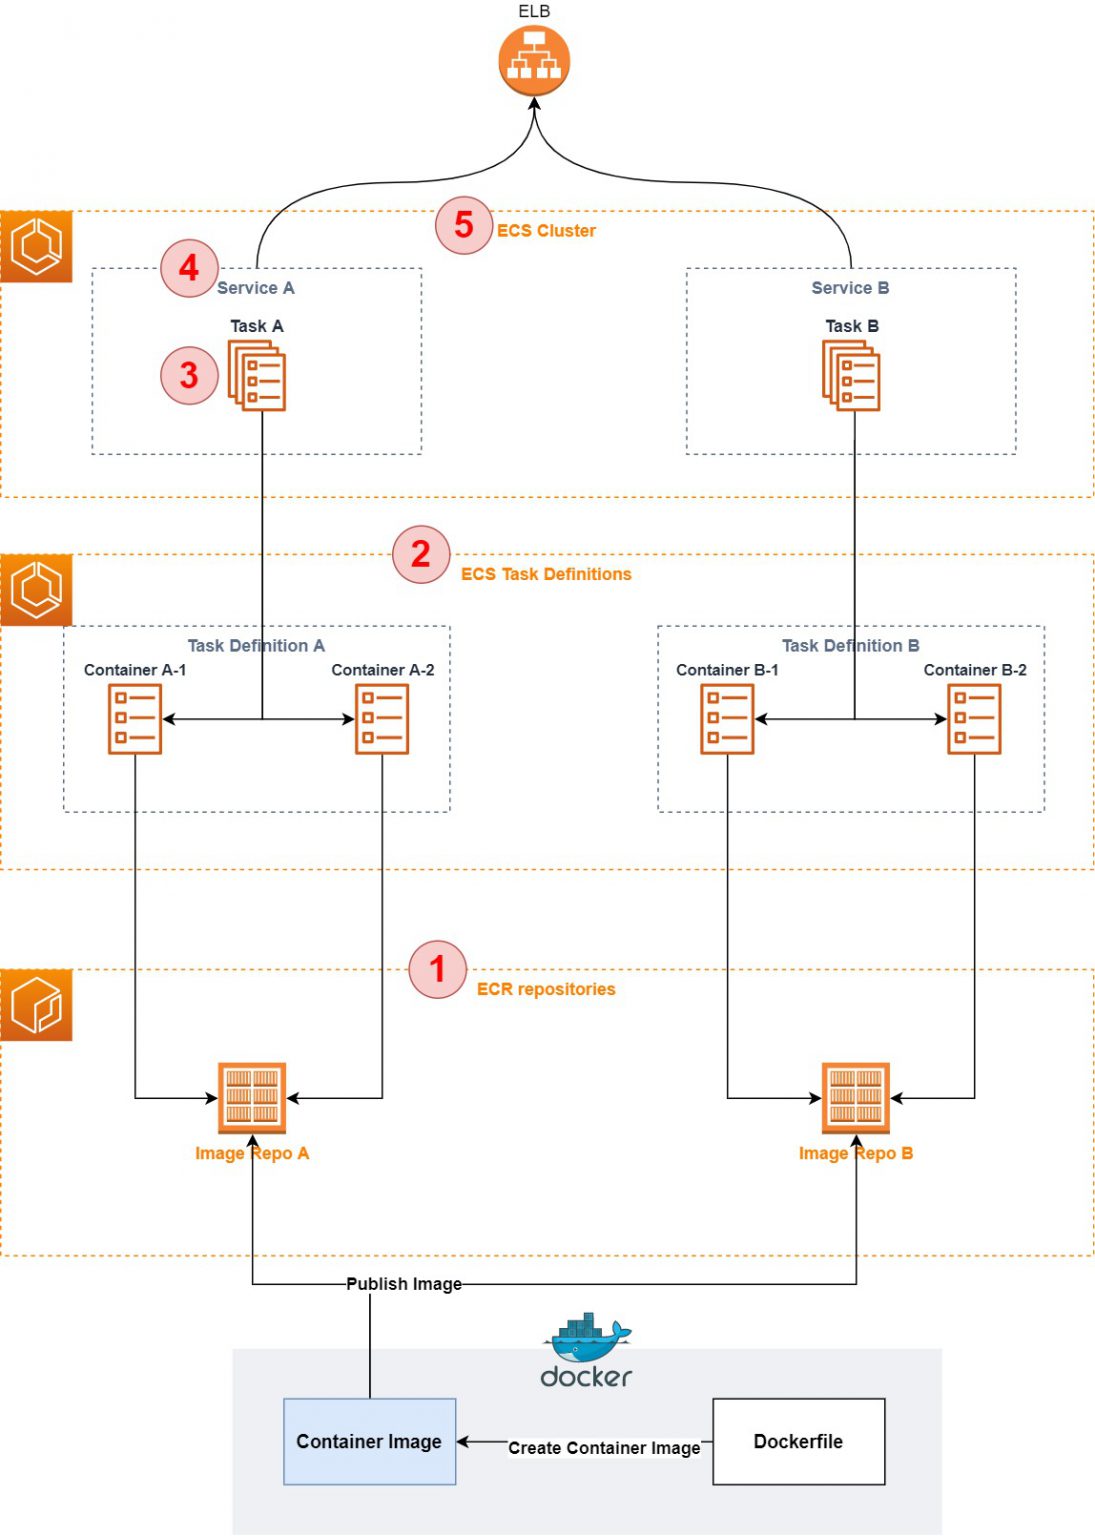 ELB
5
ECS Cluster
4
Service A
Service B
Task A
Task B
3
2
ECS Task Definitions
Task Definition A
Task Definition B
Container A-1
Container A-2
Container B-1
Container B-2
1
ECR repositories
Image Repo A
Image Repo B
Publish Image
docker
Container Image
Create Container Image
Dockerfile